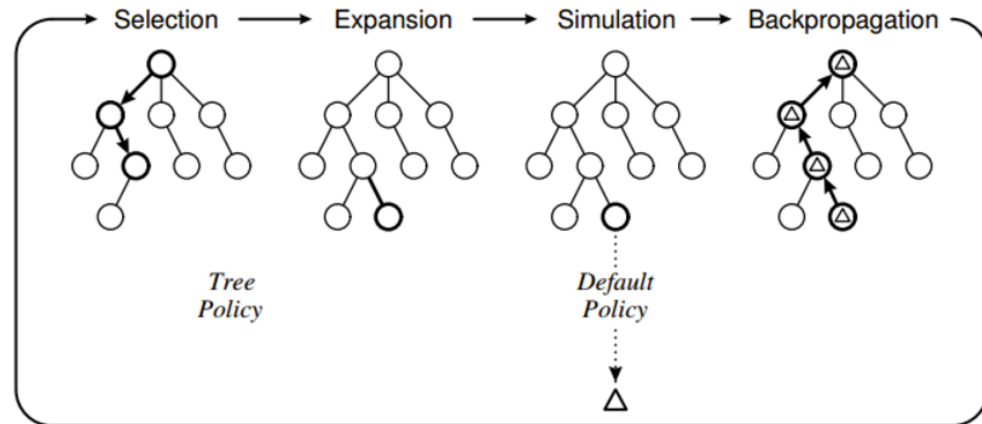 Selection Expansion Simulation Backpropagation
Tree
Policy
Default
Policy